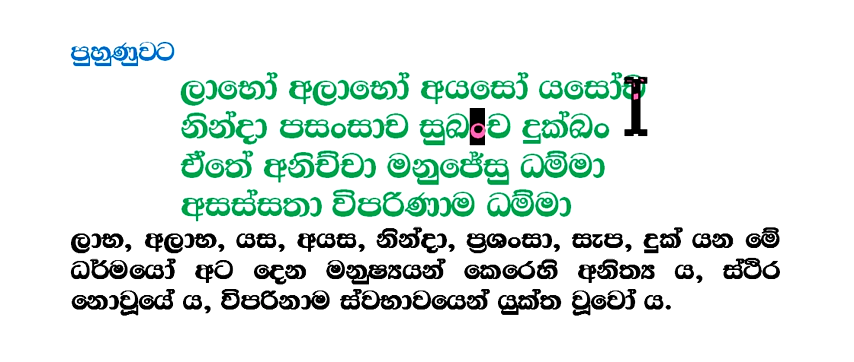 පුහුණුවට
ලාභෝ අලාභෝ අයසෝ යසෝච
නින්දා පසංසාච සුඛංච දුක්ඛං
ඒතේ අනිච්චා මනුජේසු ධම්මා
අසස්සතා විපරිණාම ධම්මා
ලාභ, අලාභ, යස, අයස, නින්දා, ප්‍රශංසා, සැප, දුක් යන මේ
ධර්මයෝ අට දෙන මනුෂ්‍යයන් කෙරෙහි අනිත්‍ය ය, ස්ථිර
නොවූයේ ය, විපරිනාම ස්වභාවයෙන් යුක්ත වූවෝ ය.